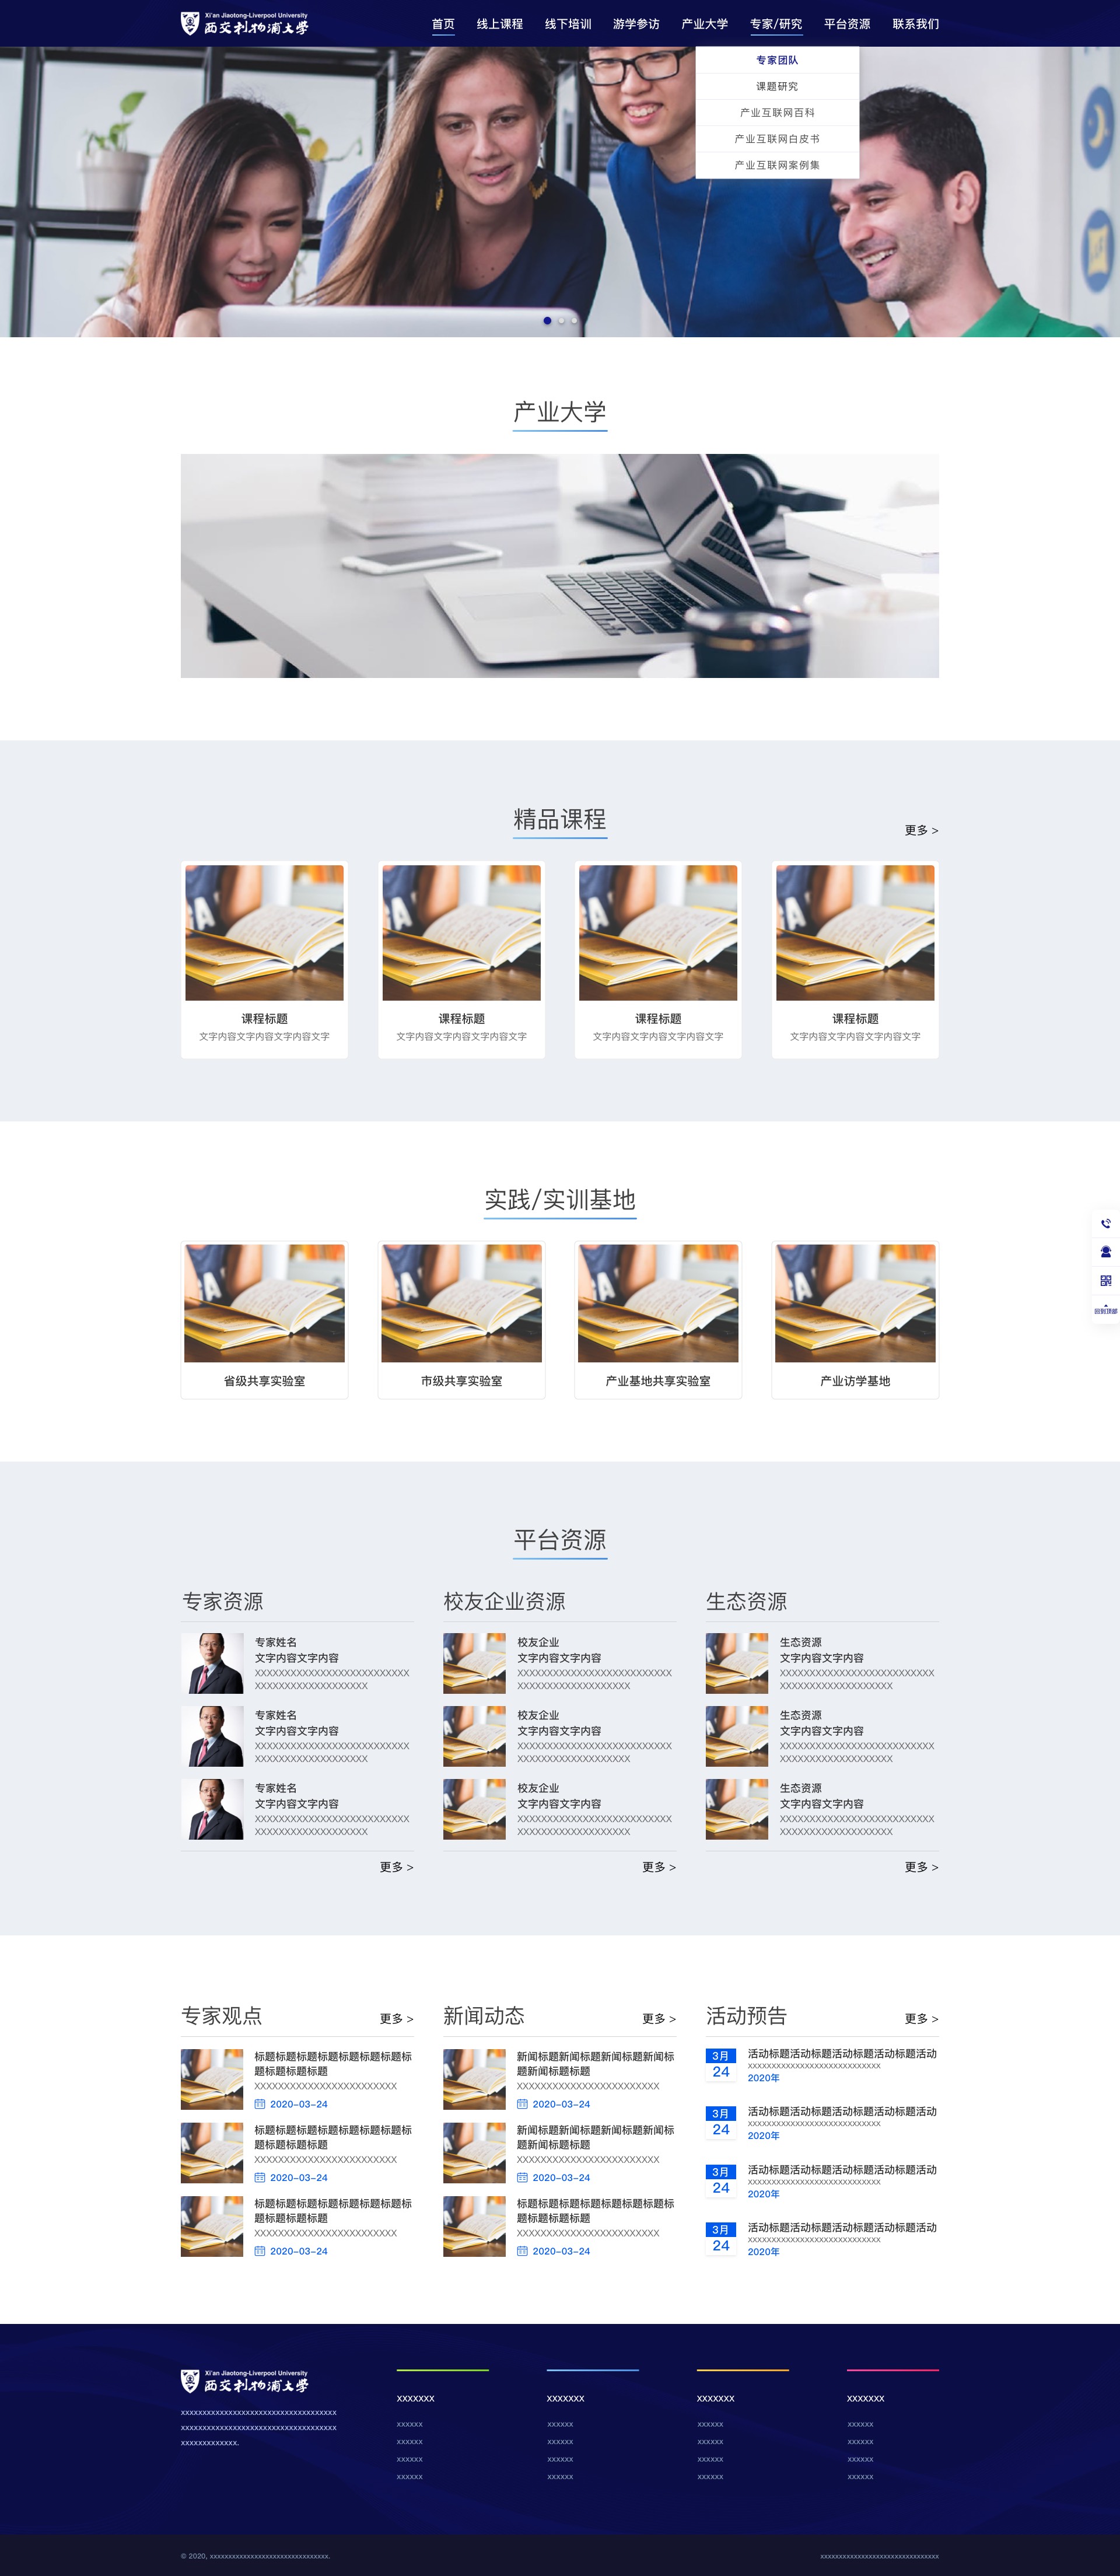 Xi'an Jiaotong-Liverpool University
西交利物浦大学
首页 线上课程 线下培训 游学参访 产业大学 专家/研究 平台资源 联系我们
专家团队
课题研究
产业互联网百科
产业互联网白皮书
产业互联网案例集
产业大学
精品课程
更多 >
课程标题 课程标题 课程标题 课程标题
文字内容文字内容文字内容文字 文字内容文字内容文字内容文字 文字内容文字内容文字内容文字 文字内容文字内容文字内容文字
实践/实训基地
回到顶部
省级共享实验室 市级共享实验室 产业基地共享实验室 产业访学基地
平台资源
专家资源
专家姓名
文字内容文字内容
专家姓名
文字内容文字内容
专家姓名
文字内容文字内容
更多 >
校友企业资源
校友企业
文字内容文字内容
校友企业
文字内容文字内容
校友企业
文字内容文字内容
更多 >
生态资源
生态资源
文字内容文字内容
生态资源
文字内容文字内容
生态资源
文字内容文字内容
更多 >
专家观点 更多 >
标题标题标题标题标题标题标题标
题标题标题标题
2020-03-24
标题标题标题标题标题标题标题标
题标题标题标题
2020-03-24
标题标题标题标题标题标题标题标
题标题标题标题
2020-03-24
新闻动态 更多 >
新闻标题新闻标题新闻标题新闻标
题新闻标题标题
2020-03-24
新闻标题新闻标题新闻标题新闻标
题新闻标题标题
2020-03-24
标题标题标题标题标题标题标题标
题标题标题标题
2020-03-24
活动预告 更多 >
3月
24
活动标题活动标题活动标题活动标题活动
2020年
3月
24
活动标题活动标题活动标题活动标题活动
2020年
3月
24
活动标题活动标题活动标题活动标题活动
2020年
3月
24
活动标题活动标题活动标题活动标题活动
2020年
Xi'an Jiaotong-Liverpool University
西交利物浦大学
XXXXXXX XXXXXXX XXXXXXX XXXXXXX
xxxxxx xxxxxx xxxxxx xxxxxx
xxxxxx xxxxxx xxxxxx xxxxxx
xxxxxx xxxxxx xxxxxx xxxxxx
xxxxxx xxxxxx xxxxxx xxxxxx
© 2020,